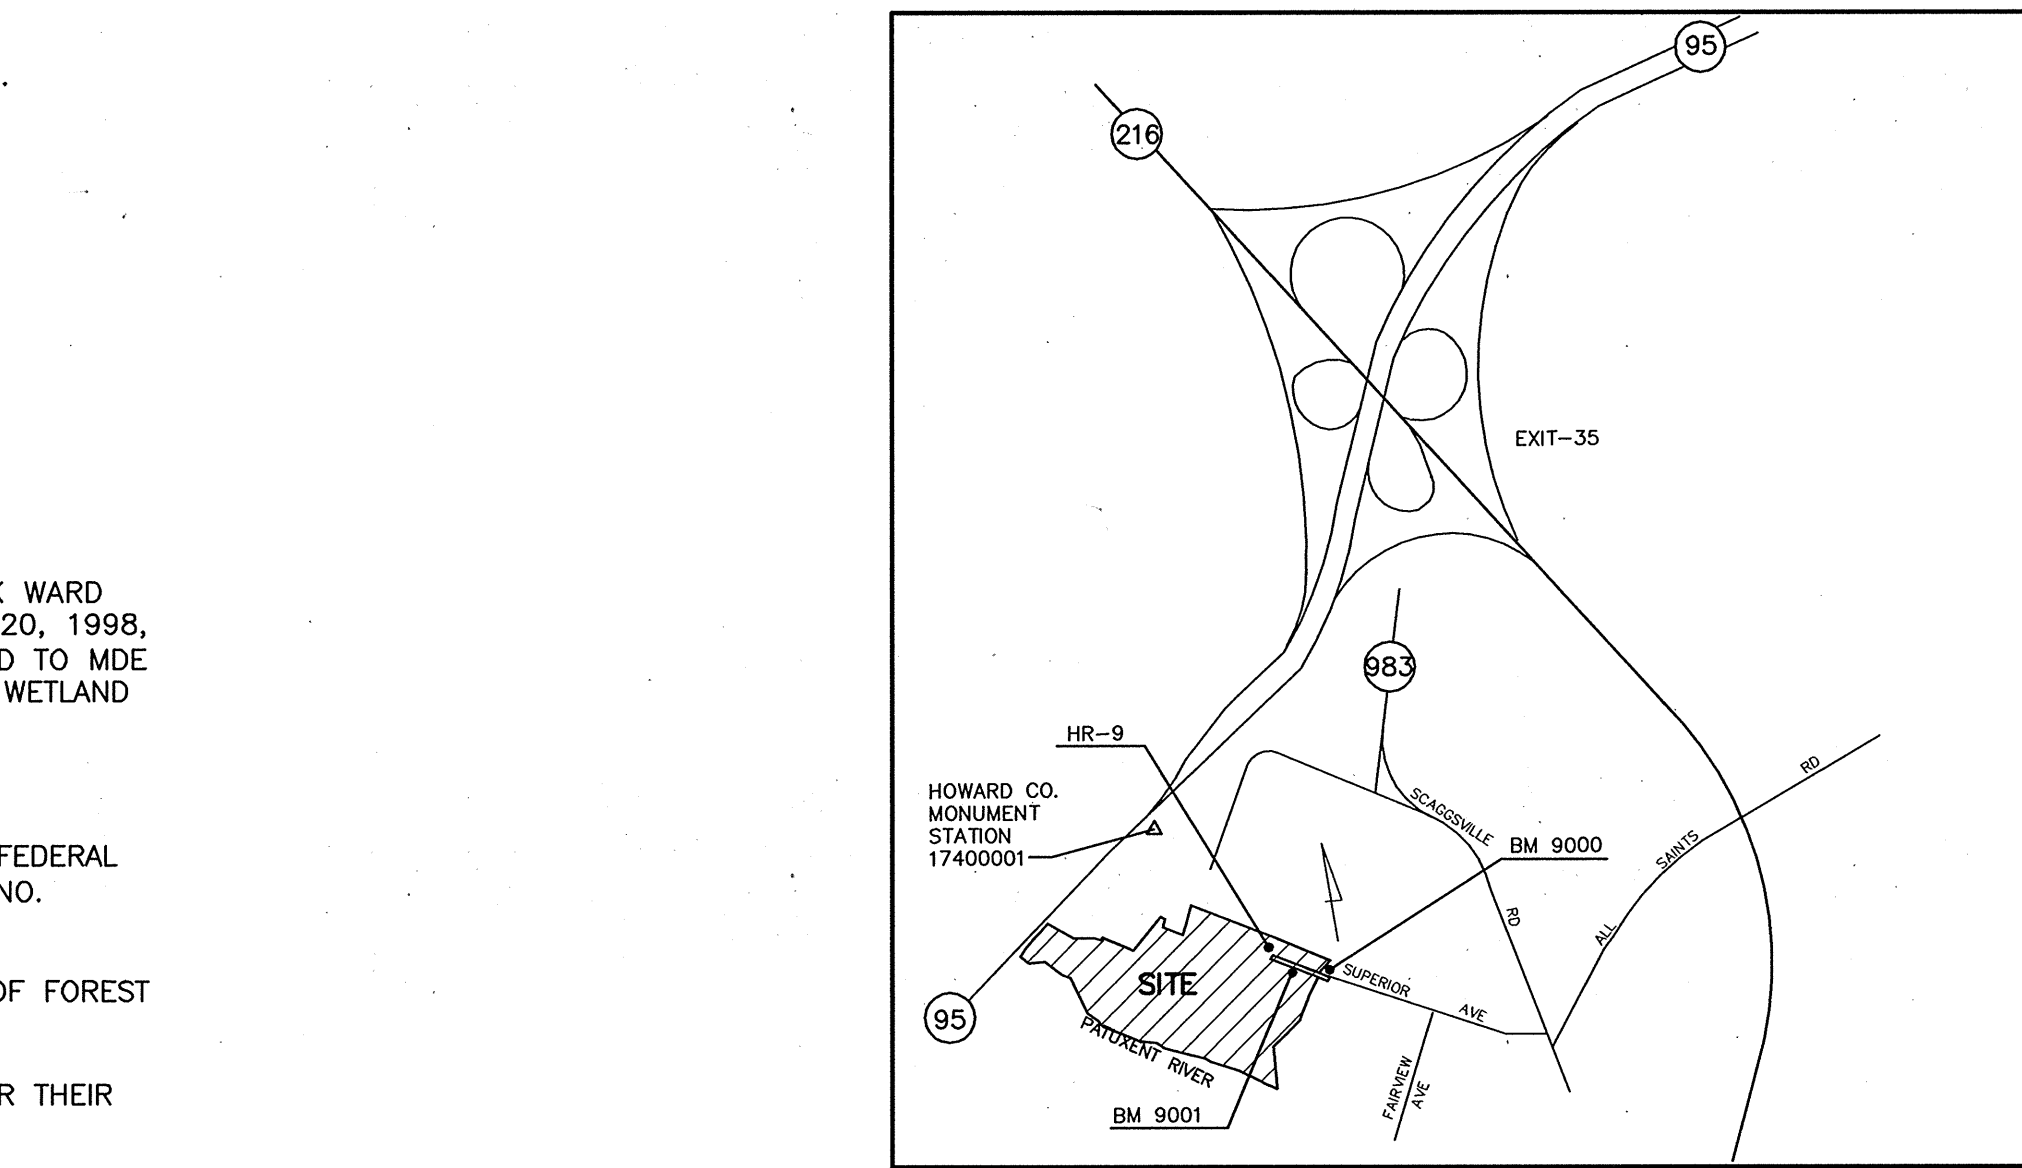 K WARD
20, 1998,
D TO MDE
WETLAND
FEDERAL
NO.
OF FOREST
R THEIR
95
216
EXIT-35
983
HR-9
HOWARD CO.
MONUMENT
STATION
17400001
SCAGGSVILLE
RD
BM 9000
RD
SAINTS
ALL
SITE
SUPERIOR
AVE
95
PATUXENT RIVER
FAIRVIEW
AVE
BM 9001